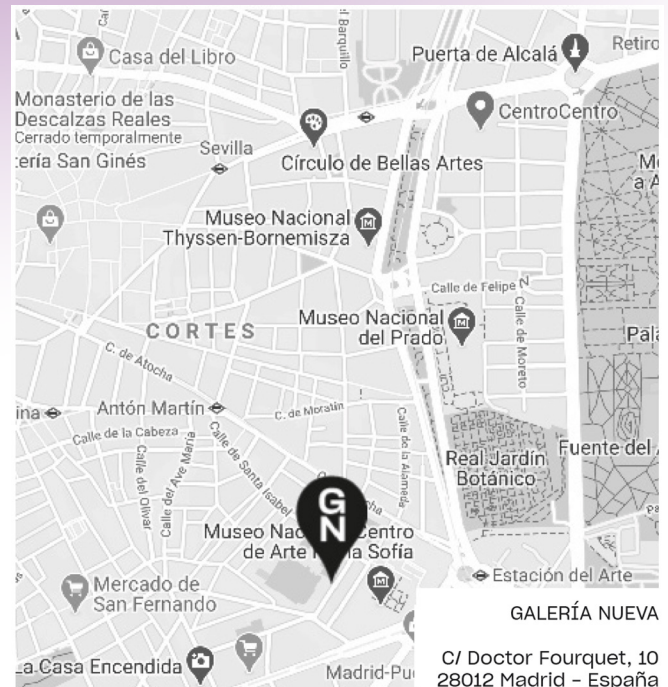 Casa del Libro
Puerta de Alcalá
Retiro
Monasterio de las
Descalzas Reales
Cerrado temporalmente
ería San Ginés
Sevilla
l Barquillo
CentroCentro
Círculo de Bellas Artes
Museo Nacional
Thyssen-Bornemisza
Calle de Felipe
Calle de Moreto
Museo Nacional
del Prado
CORTES
C. de Atocha
Antón Martín
C. de Moratín
Calle de la Cabeza
Calle del Olivar
Calle del Ave María
Calle de Santa Isabel
Calle de la Alameda
Real Jardín
Botánico
Fuente del
GN
Museo Nac
Centro
de Arte
Sofía
Estación del Arte
Mercado de
San Fernando
La Casa Encendida
GALERÍA NUEVA
C/ Doctor Fourquet, 10
28012 Madrid - España